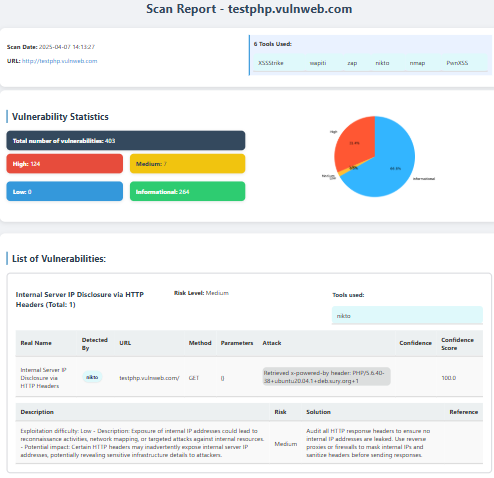 Scan Report - testphp.vulnweb.com
Scan Date: 2025-04-07 14:13:27
URL: http://testphp.vulnweb.com
6 Tools Used:
XSSStrike wapiti zap nikto nmap PwnXSS
Vulnerability Statistics
Total number of vulnerabilities: 403
High: 124
Medium: 7
Low: 0
Informational: 264
High
Informational
List of Vulnerabilities:
Internal Server IP Disclosure via HTTP
Headers (Total: 1)
Risk Level: Medium
Tools used:
nikto
Real Name Detected By URL Method Parameters Attack Confidence Confidence Score
Internal Server IP
Disclosure via
HTTP Headers
nikto
testphp.vulnweb.com/
GET
{}
Retrieved x-powered-by header: PHP/5.6.40-
38+ubuntu20.04.1+deb.sury.org+1
100.0
Description Risk Solution Reference
Exploitation difficulty: Low - Description: Exposure of internal IP addresses could lead to
reconnaissance activities, network mapping, or targeted attacks against internal resources.
- Potential impact: Certain HTTP headers may inadvertently expose internal server IP
addresses, potentially revealing sensitive infrastructure details to attackers.
Medium
Audit all HTTP response headers to ensure no
internal IP addresses are leaked. Use reverse
proxies or firewalls to mask internal IPs and
sanitize headers before sending responses.